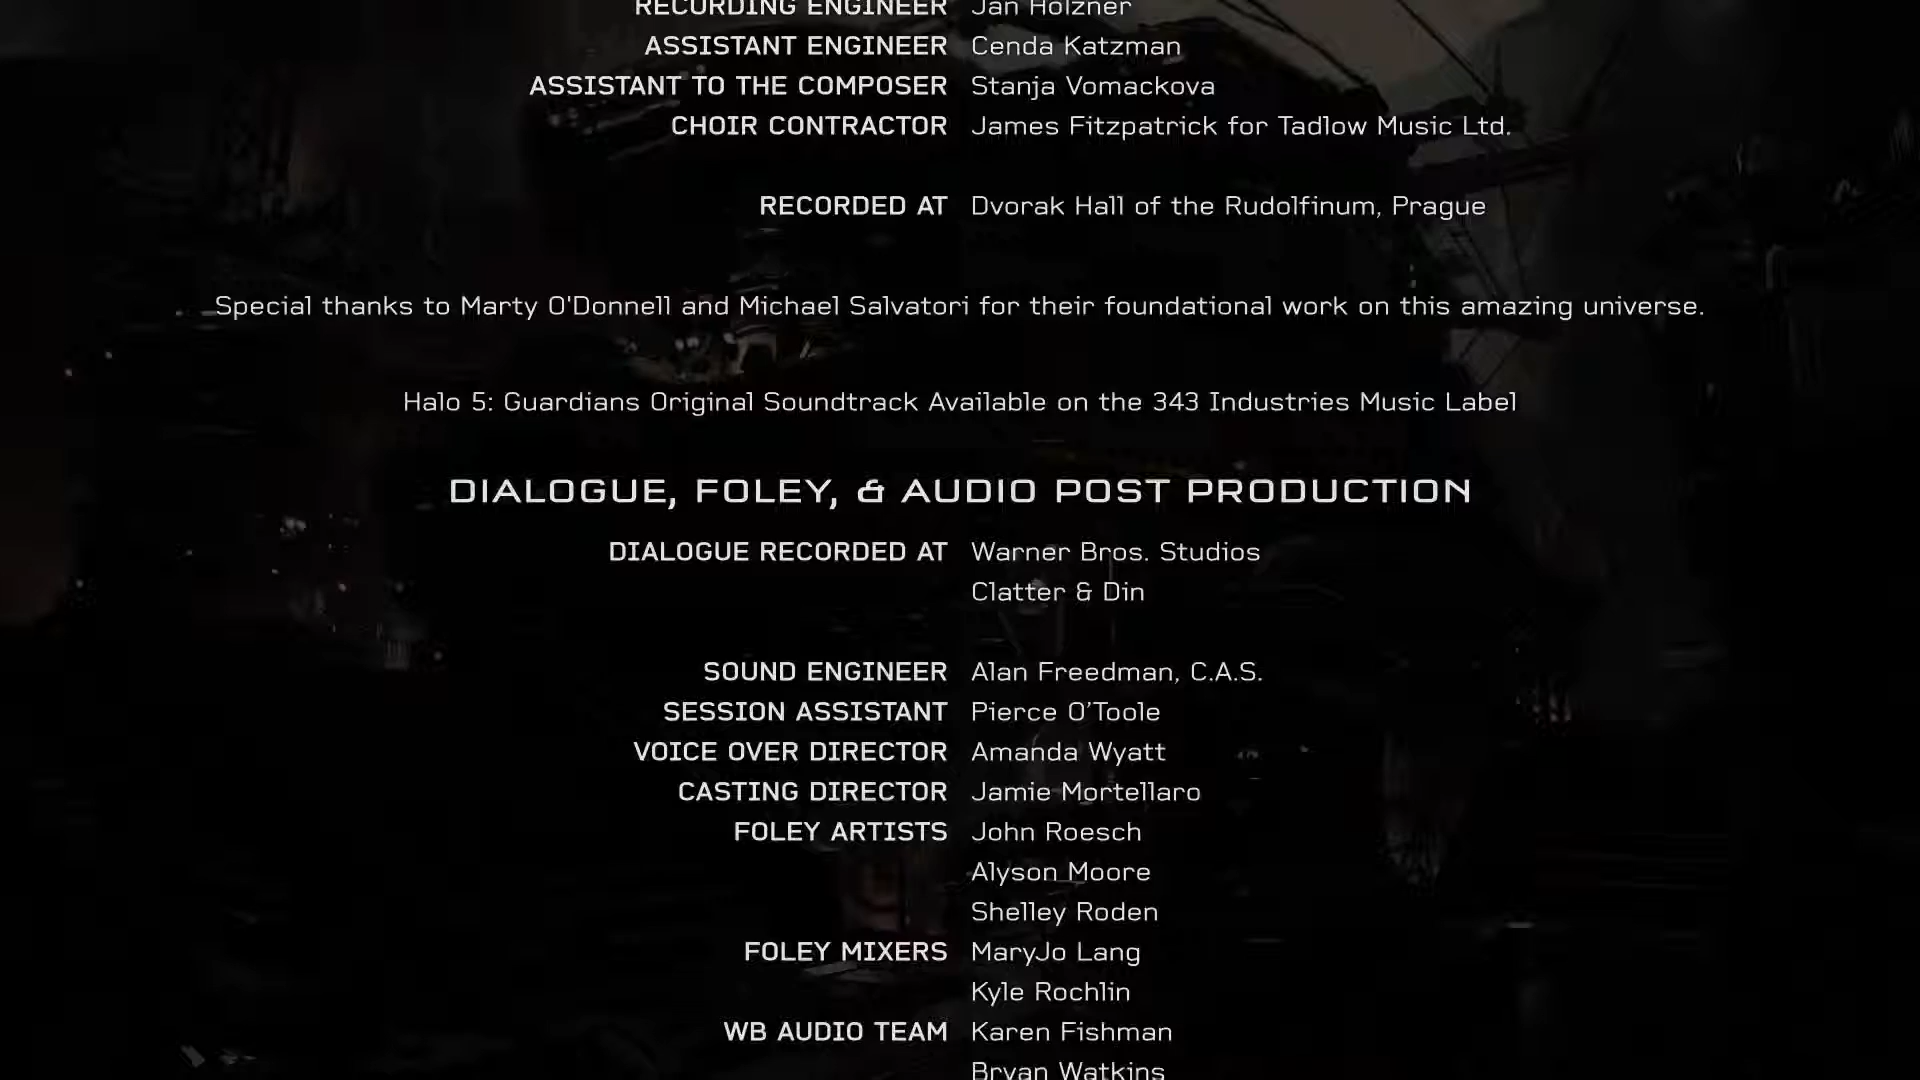 RECORDING ENGINEER Jan Holzner
ASSISTANT ENGINEER Cenda Katzman
ASSISTANT TO THE COMPOSER Stanja Vomackova
CHOIR CONTRACTOR James Fitzpatrick for Tadlow Music Ltd.
RECORDED AT Dvorak Hall of the Rudolfinum, Prague
Special thanks to Marty O'Donnell and Michael Salvatori for their foundational work on this amazing universe.
Halo 5: Guardians Original Soundtrack Available on the 343 Industries Music Label
DIALOGUE, FOLEY, & AUDIO POST PRODUCTION
DIALOGUE RECORDED AT Warner Bros. Studios
Clatter & Din
SOUND ENGINEER Alan Freedman, C.A.S.
SESSION ASSISTANT Pierce O’Toole
VOICE OVER DIRECTOR Amanda Wyatt
CASTING DIRECTOR Jamie Mortellaro
FOLEY ARTISTS John Roesch
Alyson Moore
Shelley Roden
FOLEY MIXERS MaryJo Lang
Kyle Rochlin
WB AUDIO TEAM Karen Fishman
Bryan Watkins